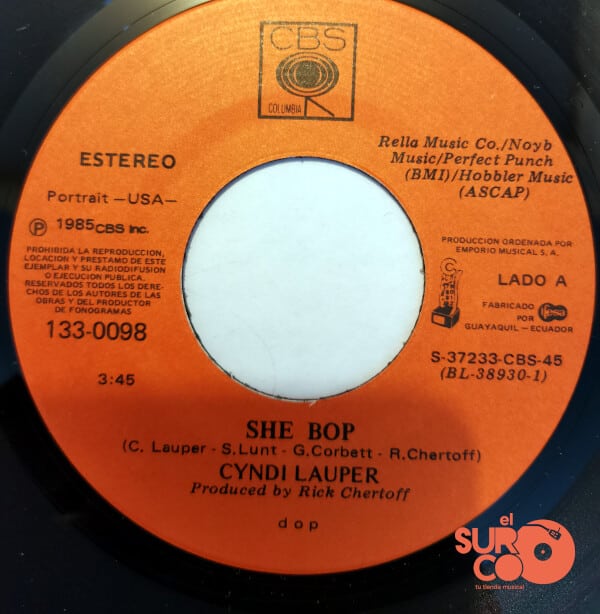 CBS
COLUMBIA
ESTEREO
Portrait -USA-
Ⓟ 1985 CBS Inc.
PROHIBIDA LA REPRODUCCION,
LOCACION Y PRESTAMO DE ESTE
EJEMPLAR Y SU RADIODIFUSION
O EJECUCION PUBLICA.
RESERVADOS TODOS LOS DERE-
CHOS DE LOS AUTORES DE LAS
OBRAS Y DEL PRODUCTOR
DE FONOGRAMAS
133-0098
3:45
Rella Music Co./Noyb
Music/Perfect Punch
(BMI)/Hobbler Music
(ASCAP)
PRODUCCION ORDENADA POR
EMPORIO MUSICAL S. A.
LADO A
FABRICADO
POR
GUAYAQUIL - ECUADOR
S-37233-CBS-45
(BL-38930-1)
SHE BOP
(C. Lauper - S.Lunt - G.Corbett - R.Chertoff)
CYNDI LAUPER
Produced by Rick Chertoff
dop
el
SURCO
tu tienda musical